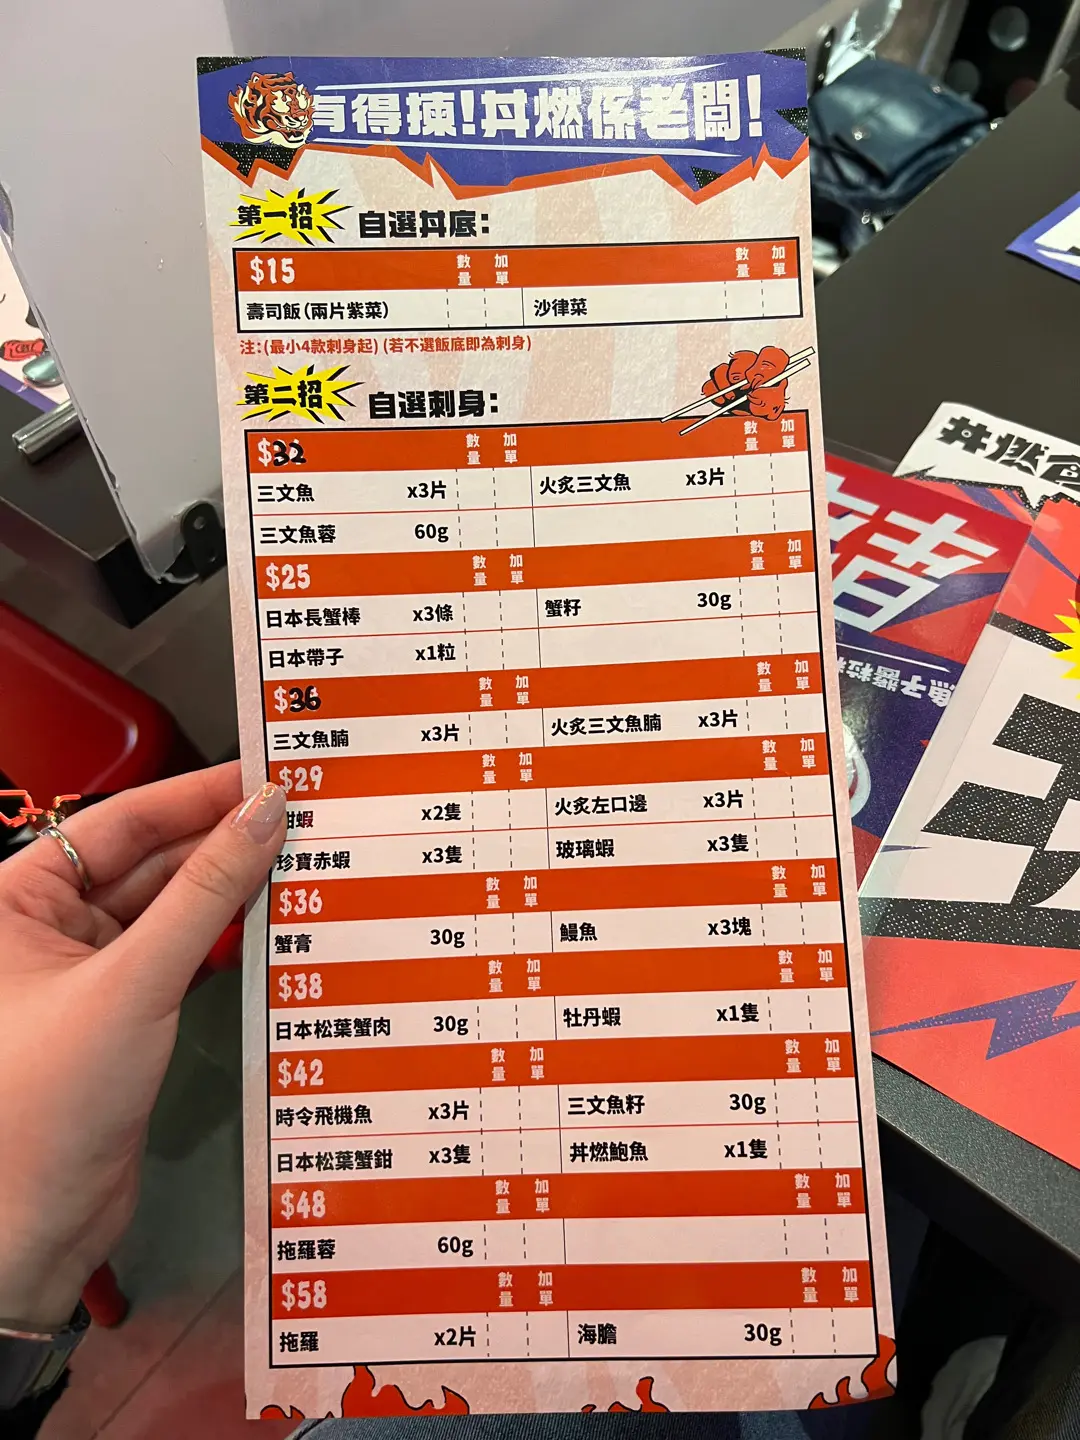 有得揀！丼燃係老闆！
第一招 自選丼底：
$15 數量 加單 數量 加單
壽司飯（兩片紫菜） 沙律菜
注：(最小4款刺身起) (若不選飯底即為刺身)
第二招 自選刺身：
$32 數量 加單 數量 加單
三文魚 x3片 火炙三文魚 x3片
三文魚蓉 60g
$25 數量 加單 數量 加單
日本長蟹棒 x3條 蟹籽 30g
日本帶子 x1粒
$36 數量 加單 數量 加單
三文魚腩 x3片 火炙三文魚腩 x3片
$29 數量 加單 數量 加單
甜蝦 x2隻 火炙左口邊 x3片
珍寶赤蝦 x3隻 玻璃蝦 x3隻
$36 數量 加單 數量 加單
蟹膏 30g 鰻魚 x3塊
$38 數量 加單 數量 加單
日本松葉蟹肉 30g 牡丹蝦 x1隻
$42 數量 加單 數量 加單
時令飛機魚 x3片 三文魚籽 30g
日本松葉蟹鉗 x3隻 丼燃鮑魚 x1隻
$48 數量 加單 數量 加單
拖羅蓉 60g
$58 數量 加單 數量 加單
拖羅 x2片 海膽 30g
丼燃
魚子醬拉